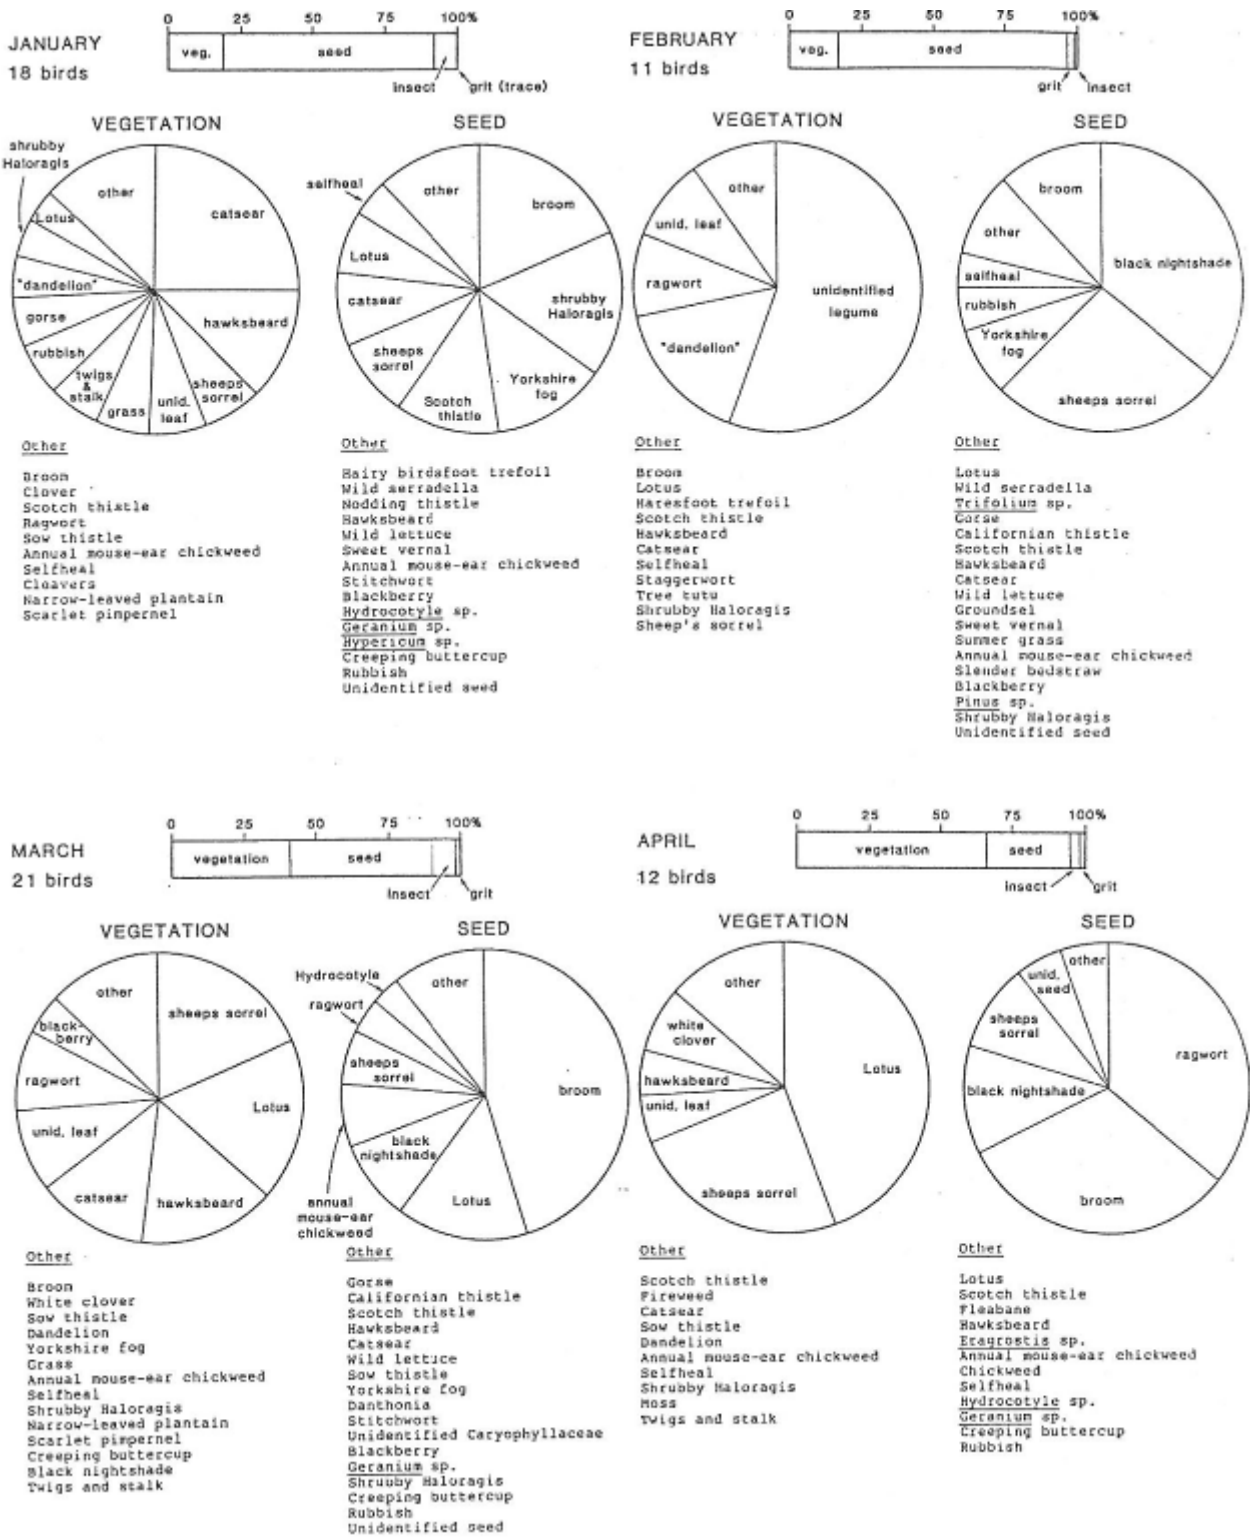 JANUARY
18 birds
0 25 50 75 100%
veg. seed
insect grit (trace)
VEGETATION
shrubby
Haloragis
Lotus
other
catsear
"dandelion"
gorse
hawksbeard
rubbish
twigs
&
stalk
grass
unid.
leaf
sheeps
sorrel
Other
Broom
Clover
Scotch thistle
Ragwort
Sow thistle
Annual mouse-ear chickweed
Selfheal
Cleavers
Narrow-leaved plantain
Scarlet pimpernel
SEED
selfheal
other
broom
Lotus
catsear
shrubby
Haloragis
sheeps
sorrel
Scotch
thistle
Yorkshire
fog
Other
Hairy birdsfoot trefoil
Wild serradella
Nodding thistle
Hawksbeard
Wild lettuce
Sweet vernal
Annual mouse-ear chickweed
Stitchwort
Blackberry
Hydrocotyle sp.
Geranium sp.
Hypericum sp.
Creeping buttercup
Rubbish
Unidentified seed
FEBRUARY
11 birds
0 25 50 75 100%
veg. seed
grit insect
VEGETATION
other
unid. leaf
ragwort
"dandelion"
unidentified
legume
Other
Broom
Lotus
Haresfoot trefoil
Scotch thistle
Hawksbeard
Catsear
Selfheal
Staggerwort
Tree tutu
Shrubby Haloragis
Sheep's sorrel
SEED
broom
other
selfheal
rubbish
Yorkshire
fog
black nightshade
sheeps sorrel
Other
Lotus
Wild serradella
Trifolium sp.
Gorse
Californian thistle
Scotch thistle
Hawksbeard
Catsear
Wild lettuce
Groundsel
Sweet vernal
Summer grass
Annual mouse-ear chickweed
Slender bedstraw
Blackberry
Pinus sp.
Shrubby Haloragis
Unidentified seed
MARCH
21 birds
0 25 50 75 100%
vegetation seed
insect grit
VEGETATION
other
black-
berry
ragwort
unid. leaf
catsear
sheeps sorrel
Lotus
hawksbeard
Other
Broom
White clover
Sow thistle
Dandelion
Yorkshire fog
Grass
Annual mouse-ear chickweed
Selfheal
Shrubby Haloragis
Narrow-leaved plantain
Scarlet pimpernel
Creeping buttercup
Black nightshade
Twigs and stalk
SEED
Hydrocotyle
ragwort
other
sheeps
sorrel
broom
black
nightshade
annual
mouse-ear
chickweed
Lotus
Other
Gorse
Californian thistle
Scotch thistle
Hawksbeard
Catsear
Wild lettuce
Sow thistle
Yorkshire fog
Danthonia
Stitchwort
Unidentified Caryophyllaceae
Blackberry
Geranium sp.
Shruuby Haloragis
Creeping buttercup
Rubbish
Unidentified seed
APRIL
12 birds
0 25 50 75 100%
vegetation seed
insect grit
VEGETATION
other
white
clover
hawksbeard
unid. leaf
Lotus
sheeps sorrel
Other
Scotch thistle
Fireweed
Catsear
Sow thistle
Dandelion
Annual mouse-ear chickweed
Selfheal
Shrubby Haloragis
Moss
Twigs and stalk
SEED
other
unid.
seed
sheeps
sorrel
ragwort
black nightshade
broom
Other
Lotus
Scotch thistle
Fleabane
Hawksbeard
Eragrostis sp.
Annual mouse-ear chickweed
Chickweed
Selfheal
Hydrocotyle sp.
Geranium sp.
Creeping buttercup
Rubbish